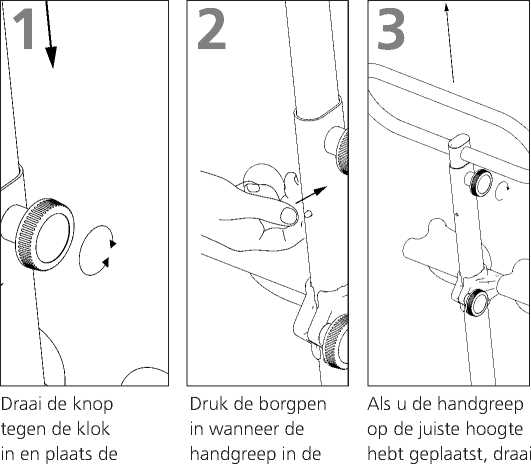 1
2
3
Draai de knop
tegen de klok
in en plaats de
Druk de borgpen
in wanneer de
handgreep in de
Als u de handgreep
op de juiste hoogte
hebt geplaatst, draai